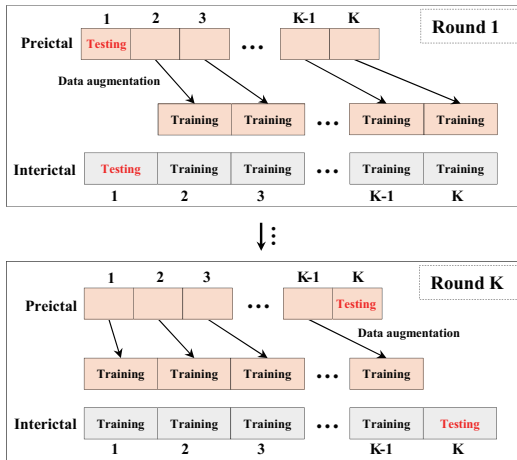 1 2 3 K-1 K Round 1
Preictal Testing ...
Data augmentation
Training Training ... Training Training
Interictal Testing Training Training ... Training Training
1 2 3 K-1 K
1 2 3 K-1 K Round K
Preictal ... Testing
Data augmentation
Training Training Training ... Training
Interictal Training Training Training ... Training Testing
1 2 3 K-1 K